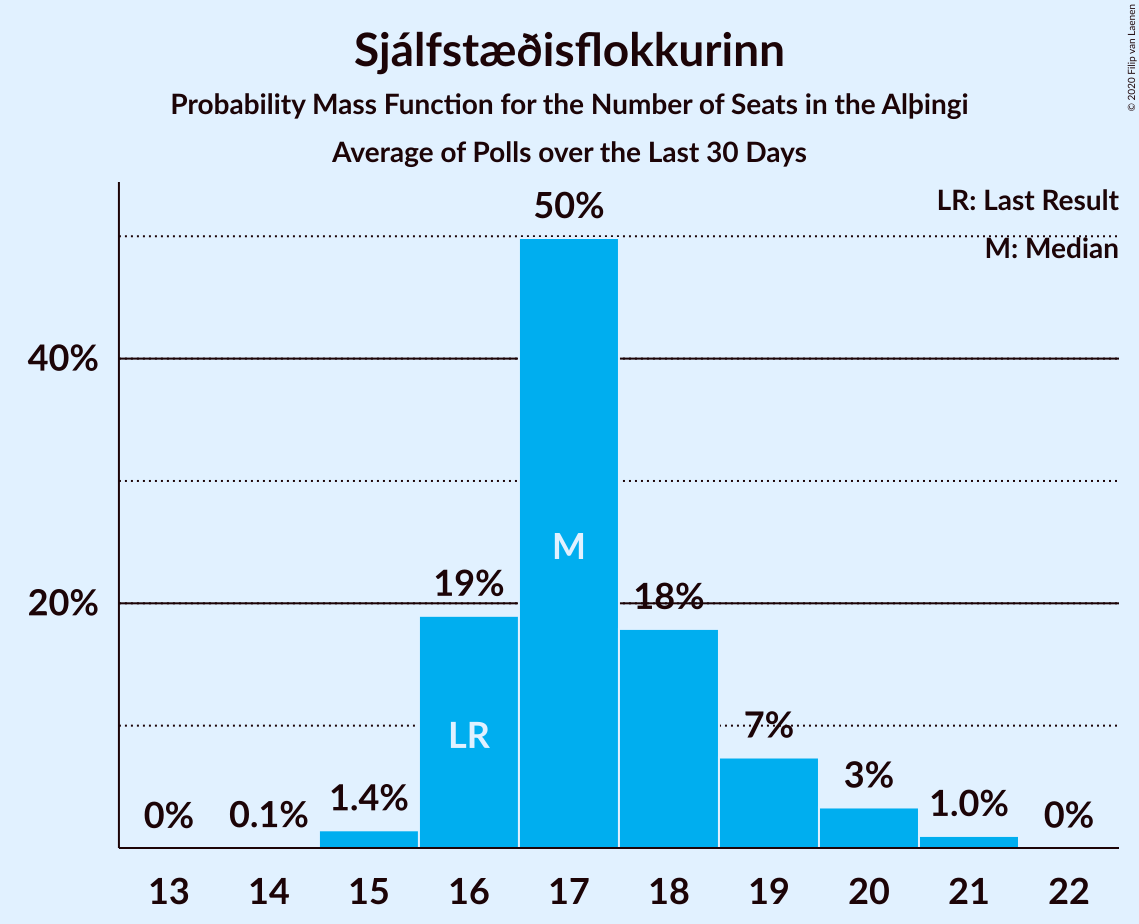 Sjálfstæðisflokkurinn
Probability Mass Function for the Number of Seats in the Alþingi
Average of Polls over the Last 30 Days
© 2020 Filip van Laenen
LR: Last Result
M: Median
50%
40%
M
19%
18%
20%
LR
7%
3%
1.4%
1.0%
0%
0.1%
0%
13 14 15 16 17 18 19 20 21 22